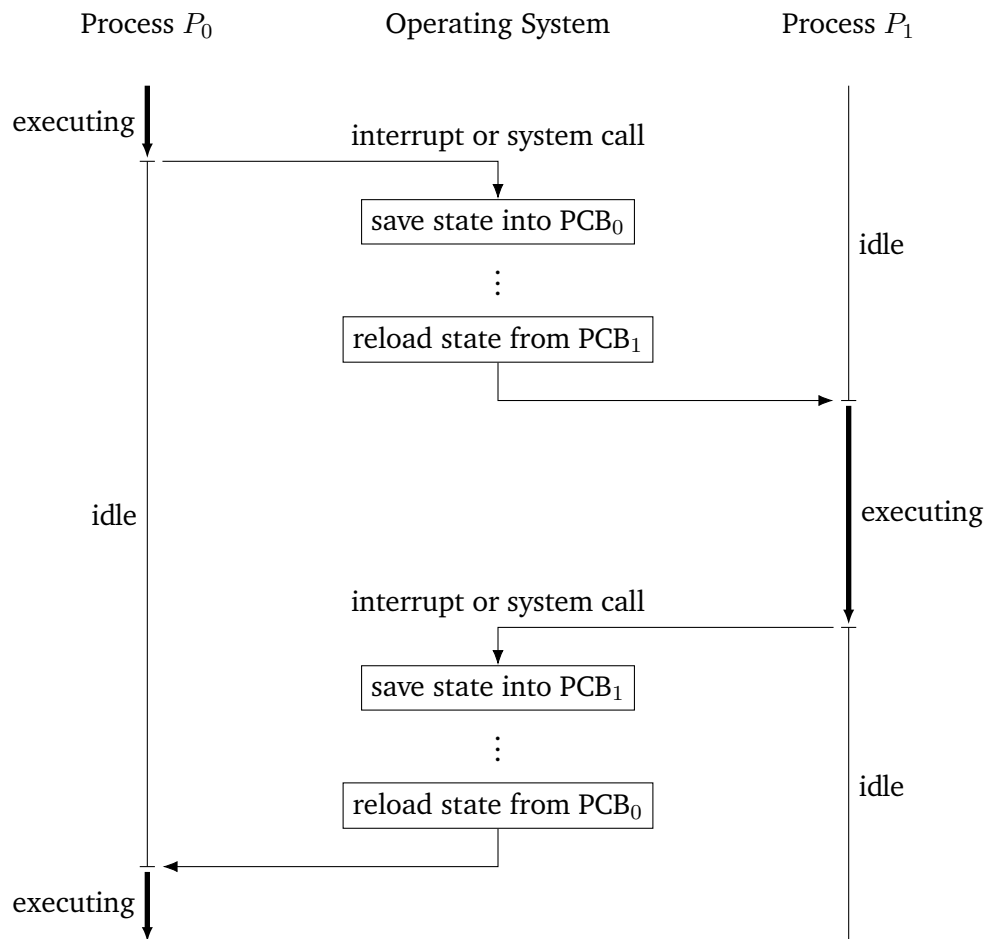 Process P₀ Operating System Process P₁
executing
interrupt or system call
save state into PCB₀
idle
⋮
reload state from PCB₁
idle
executing
interrupt or system call
save state into PCB₁
⋮
idle
reload state from PCB₀
executing